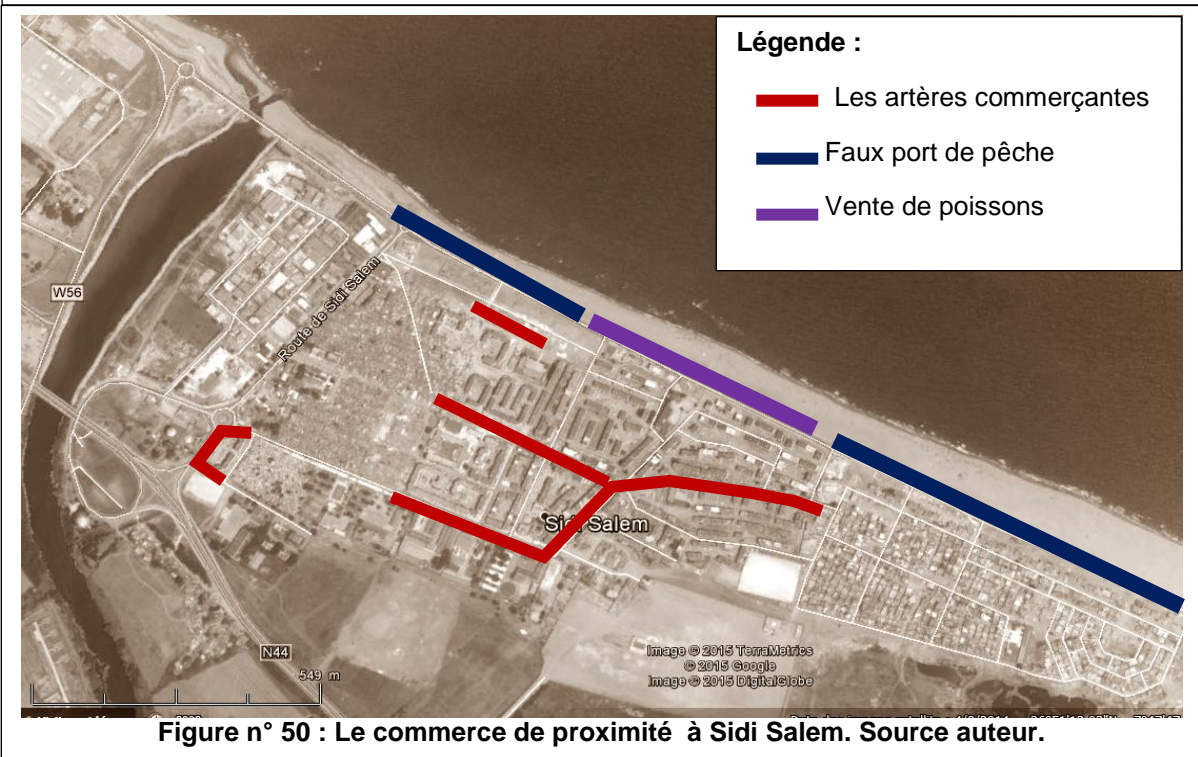 Légende :
Les artères commerçantes
Faux port de pêche
Vente de poissons
W56
Route de Sidi Salem
Sidi Salem
N44
549 m
Image © 2015 TerraMetrics
© 2015 Google
Image © 2015 DigitalGlobe
Figure n° 50 : Le commerce de proximité à Sidi Salem. Source auteur.